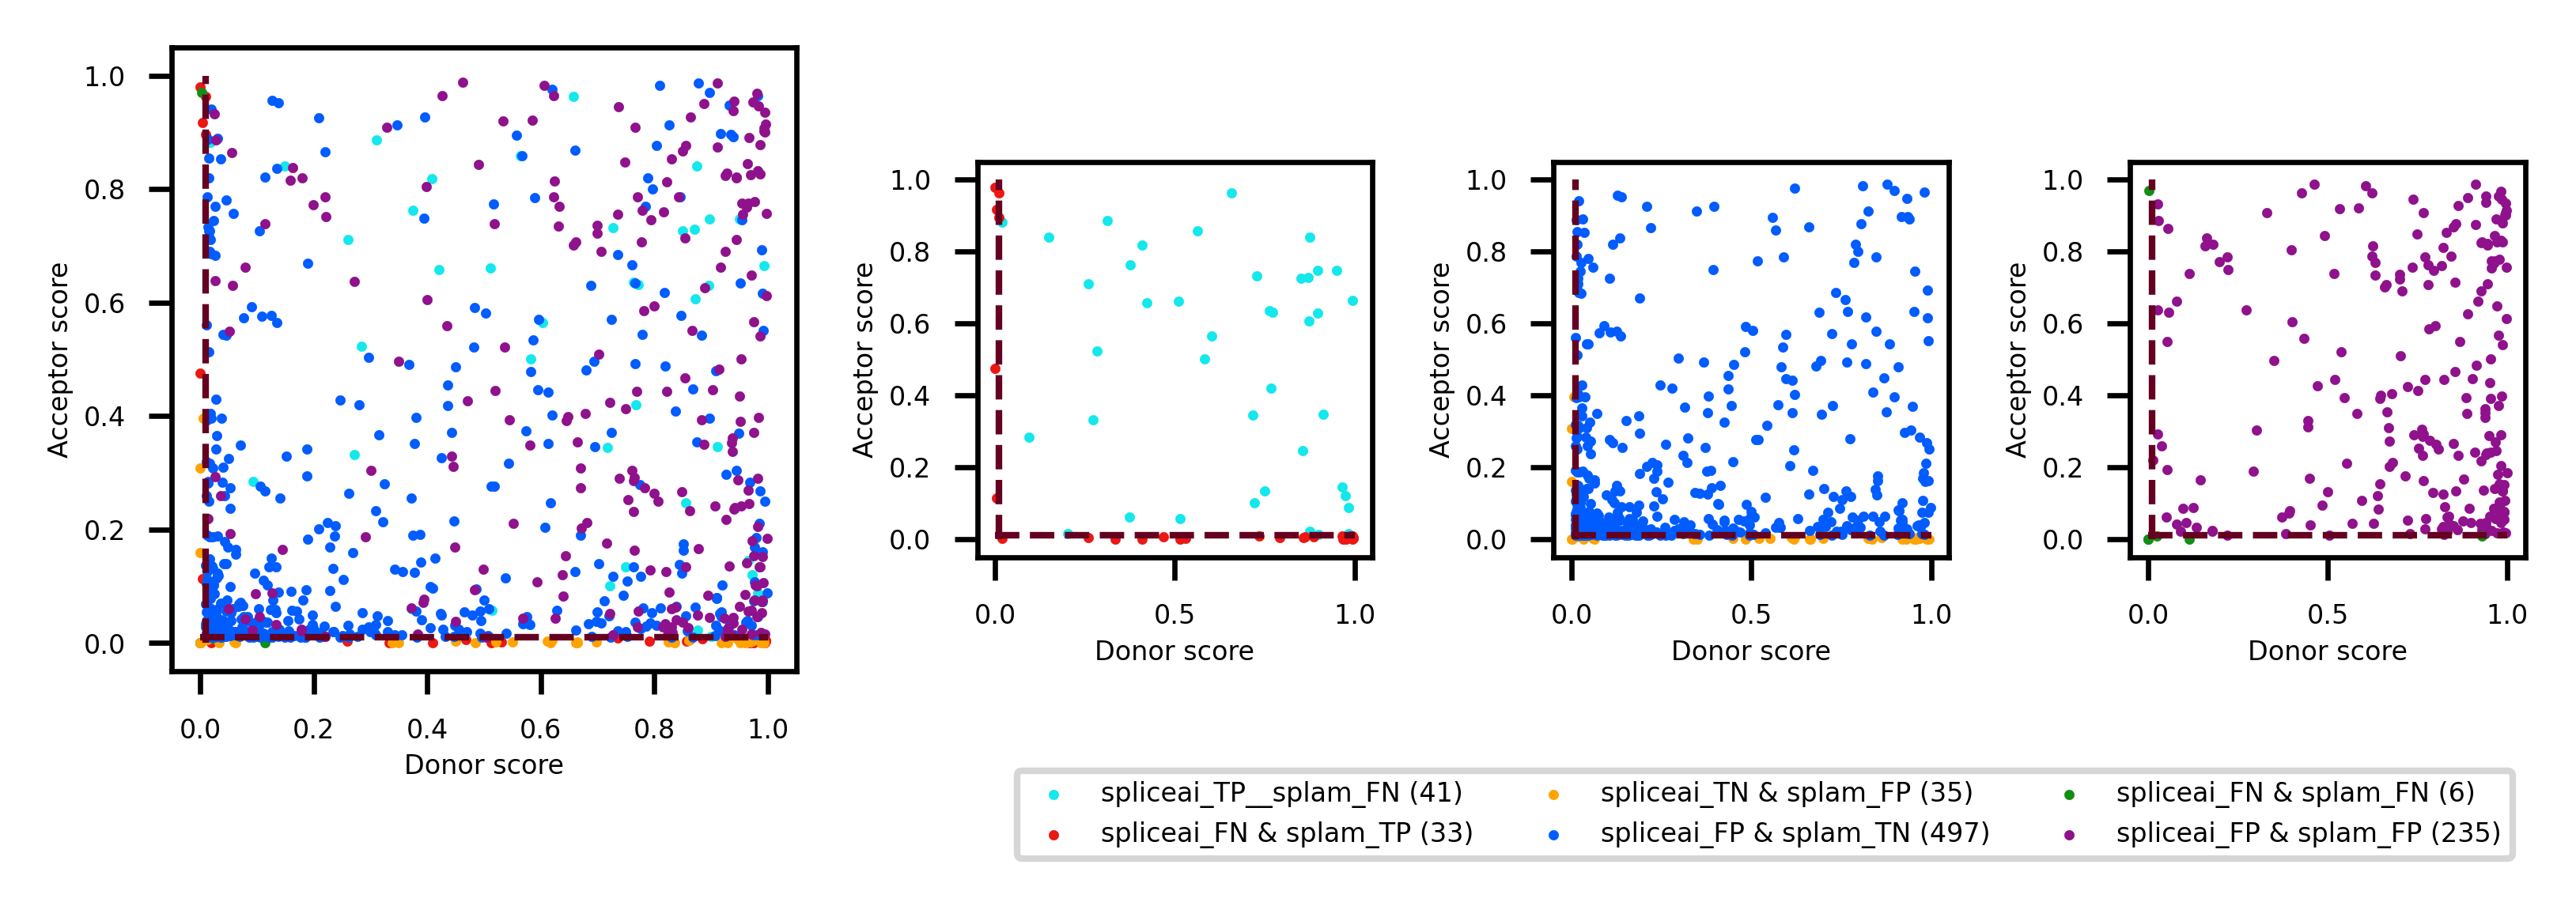 1.0
0.8
0.6
0.4
0.2
0.0
Acceptor score
0.0 0.2 0.4 0.6 0.8 1.0
Donor score
1.0
0.8
0.6
0.4
0.2
0.0
Acceptor score
0.0 0.5 1.0
Donor score
1.0
0.8
0.6
0.4
0.2
0.0
Acceptor score
0.0 0.5 1.0
Donor score
1.0
0.8
0.6
0.4
0.2
0.0
Acceptor score
0.0 0.5 1.0
Donor score
spliceai_TP__splam_FN (41)
spliceai_FN & splam_TP (33)
spliceai_TN & splam_FP (35)
spliceai_FP & splam_TN (497)
spliceai_FN & splam_FN (6)
spliceai_FP & splam_FP (235)